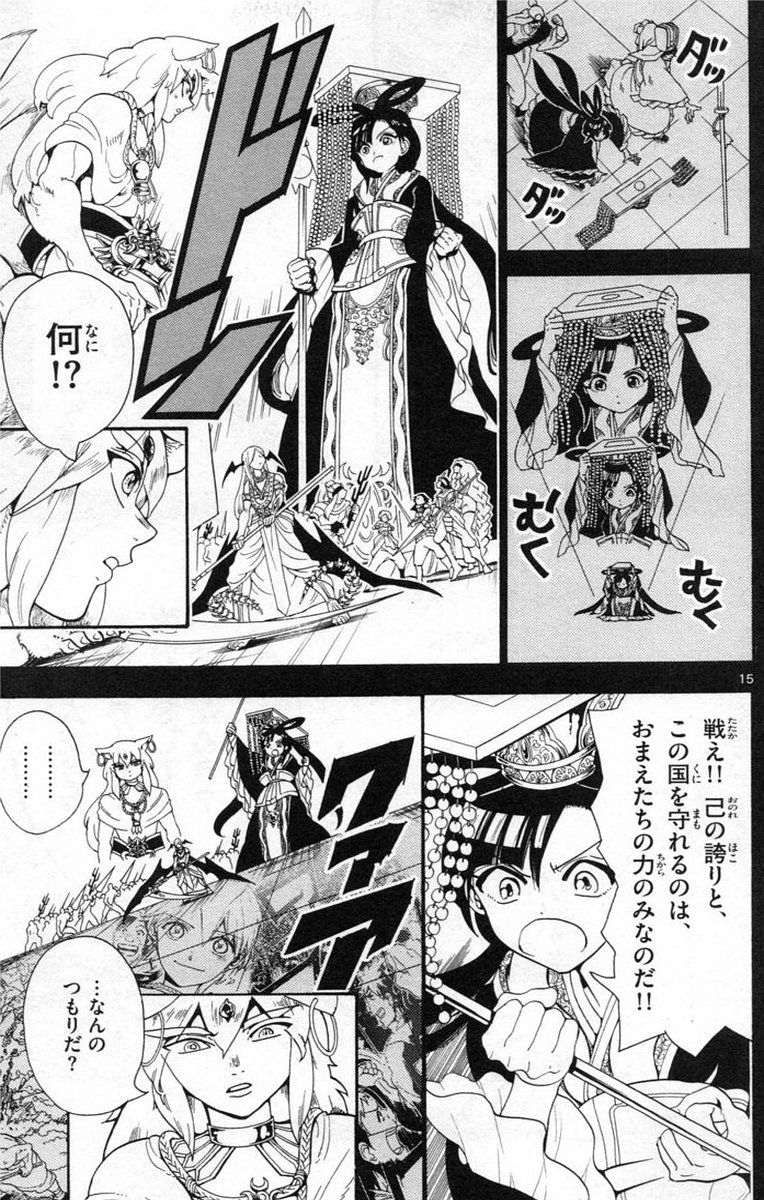 ダッ
ダッ
むく
むく
ドーン
何!?
なに
15
戦え!!己の誇りと、
この国を守れるのは、
おまえたちの力のみなのだ!!
たたか
おのれ
ほこ
くに
まも
ちから
ワアアア
………
………
…なんの
つもりだ?